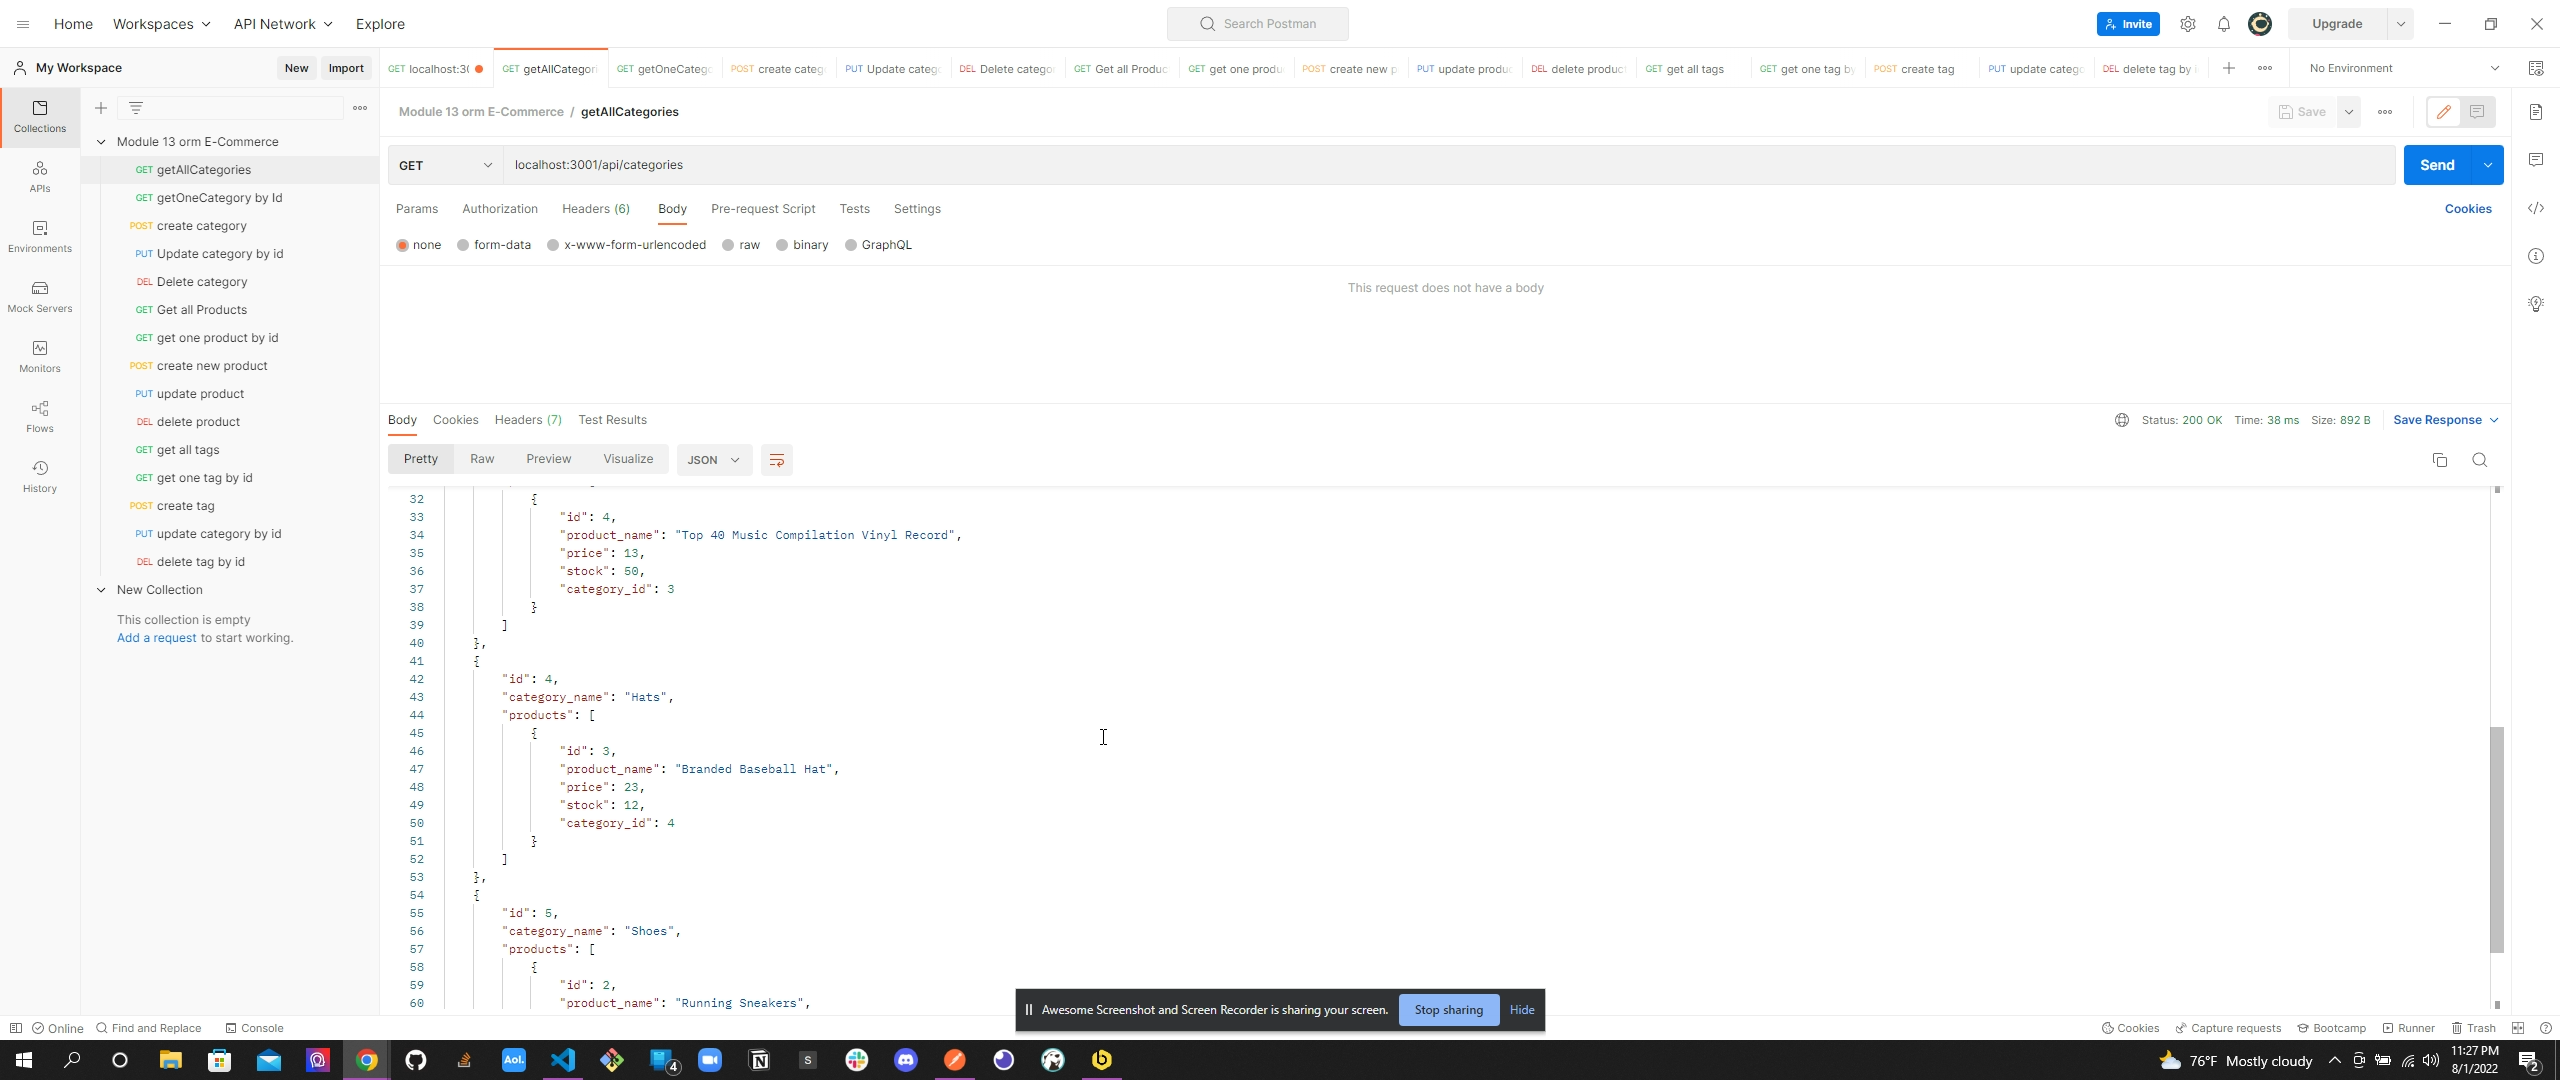 Home Workspaces API Network Explore Search Postman Invite Upgrade
My Workspace New Import
GET localhost:3( GET getAllCategori GET getOneCatego POST create categ PUT Update catego DEL Delete catego GET Get all Produc GET get one produ POST create new p PUT update produc DEL delete produc GET get all tags GET get one tag by POST create tag PUT update catego DEL delete tag by i No Environment
Collections
APIs
Environments
Mock Servers
Monitors
Flows
History
Module 13 orm E-Commerce
GET getAllCategories
GET getOneCategory by Id
POST create category
PUT Update category by id
DEL Delete category
GET Get all Products
GET get one product by id
POST create new product
PUT update product
DEL delete product
GET get all tags
GET get one tag by id
POST create tag
PUT update category by id
DEL delete tag by id
New Collection
This collection is empty
Add a request to start working.
Module 13 orm E-Commerce / getAllCategories Save
GET localhost:3001/api/categories Send
Params Authorization Headers (6) Body Pre-request Script Tests Settings Cookies
none form-data x-www-form-urlencoded raw binary GraphQL
This request does not have a body
Body Cookies Headers (7) Test Results Status: 200 OK Time: 38 ms Size: 892 B Save Response
Pretty Raw Preview Visualize JSON
32 {
33 "id": 4,
34 "product_name": "Top 40 Music Compilation Vinyl Record",
35 "price": 13,
36 "stock": 50,
37 "category_id": 3
38 }
39 ]
40 },
41 {
42 "id": 4,
43 "category_name": "Hats",
44 "products": [
45 {
46 "id": 3,
47 "product_name": "Branded Baseball Hat",
48 "price": 23,
49 "stock": 12,
50 "category_id": 4
51 }
52 ]
53 },
54 {
55 "id": 5,
56 "category_name": "Shoes",
57 "products": [
58 {
59 "id": 2,
60 "product_name": "Running Sneakers",
Awesome Screenshot and Screen Recorder is sharing your screen. Stop sharing Hide
Online Find and Replace Console Cookies Capture requests Bootcamp Runner Trash
Aol. 4 N S b 76°F Mostly cloudy 11:27 PM
8/1/2022 2